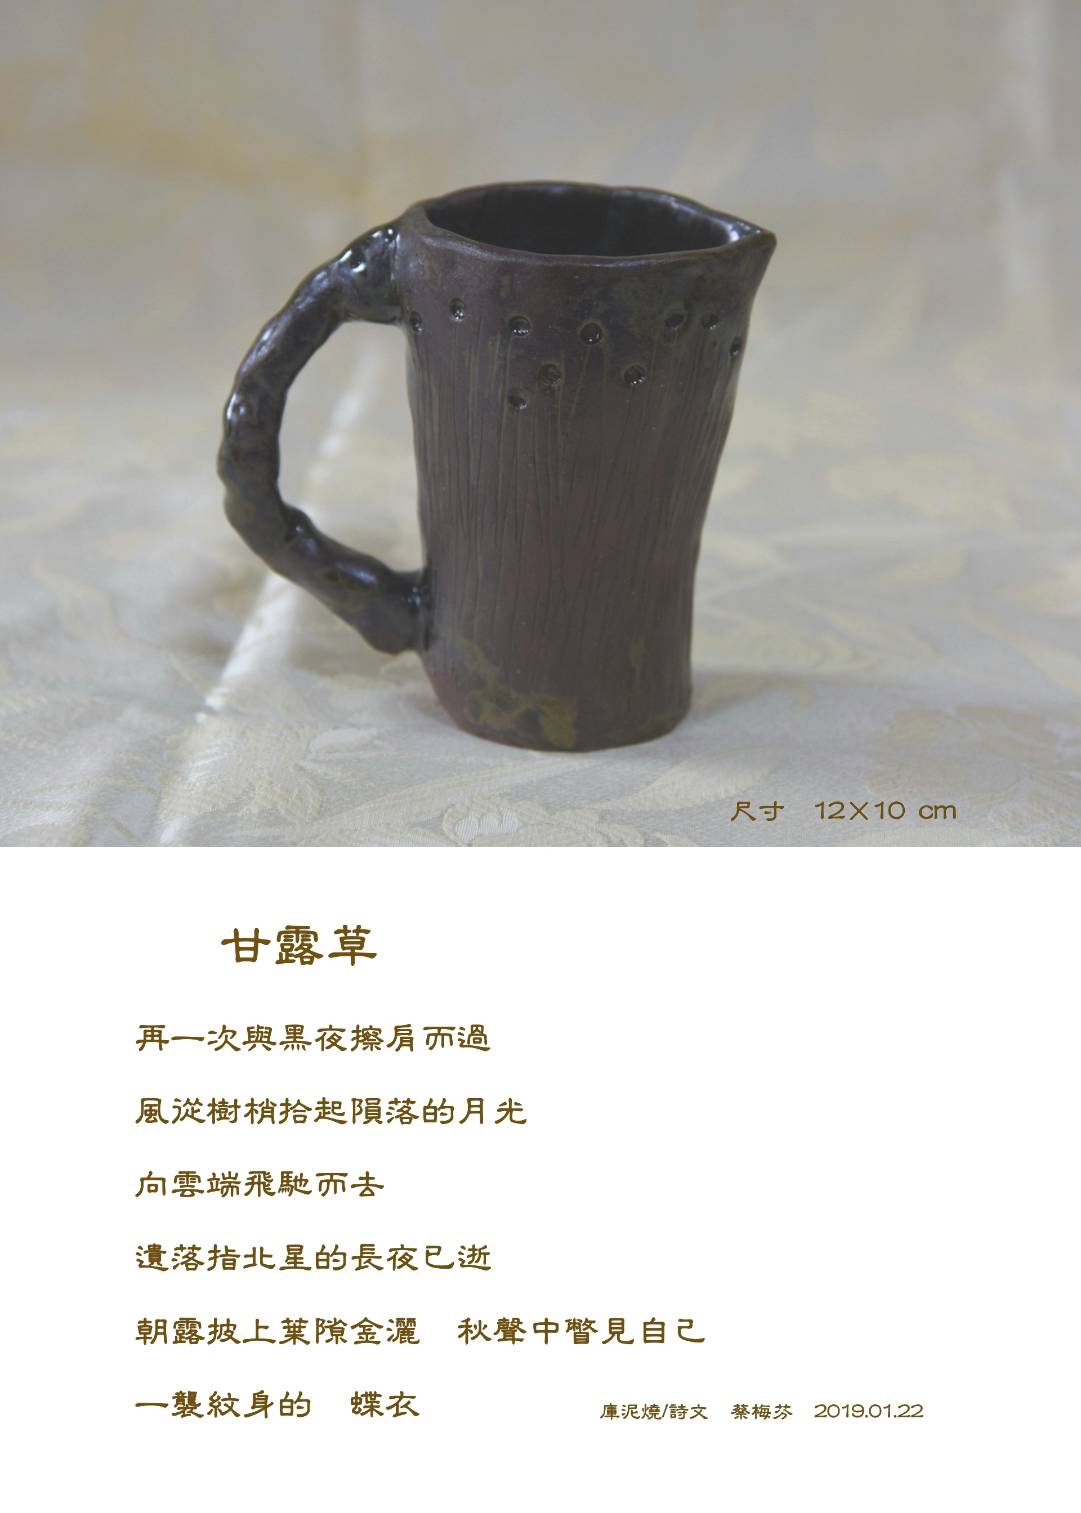 尺寸　12×10 cm
甘露草
再一次與黑夜擦肩而過
風從樹梢拾起隕落的月光
向雲端飛馳而去
遺落指北星的長夜已逝
朝露披上葉隙金灑　秋聲中瞥見自己
一襲紋身的　蝶衣
庫泥燒/詩文　蔡梅芬　2019.01.22